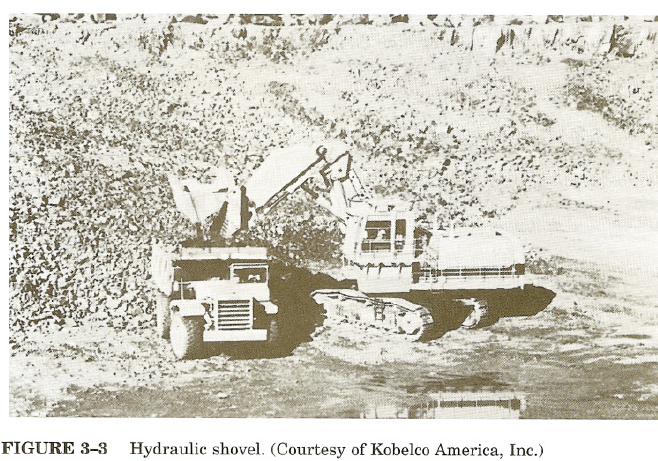 FIGURE 3–3 Hydraulic shovel. (Courtesy of Kobelco America, Inc.)